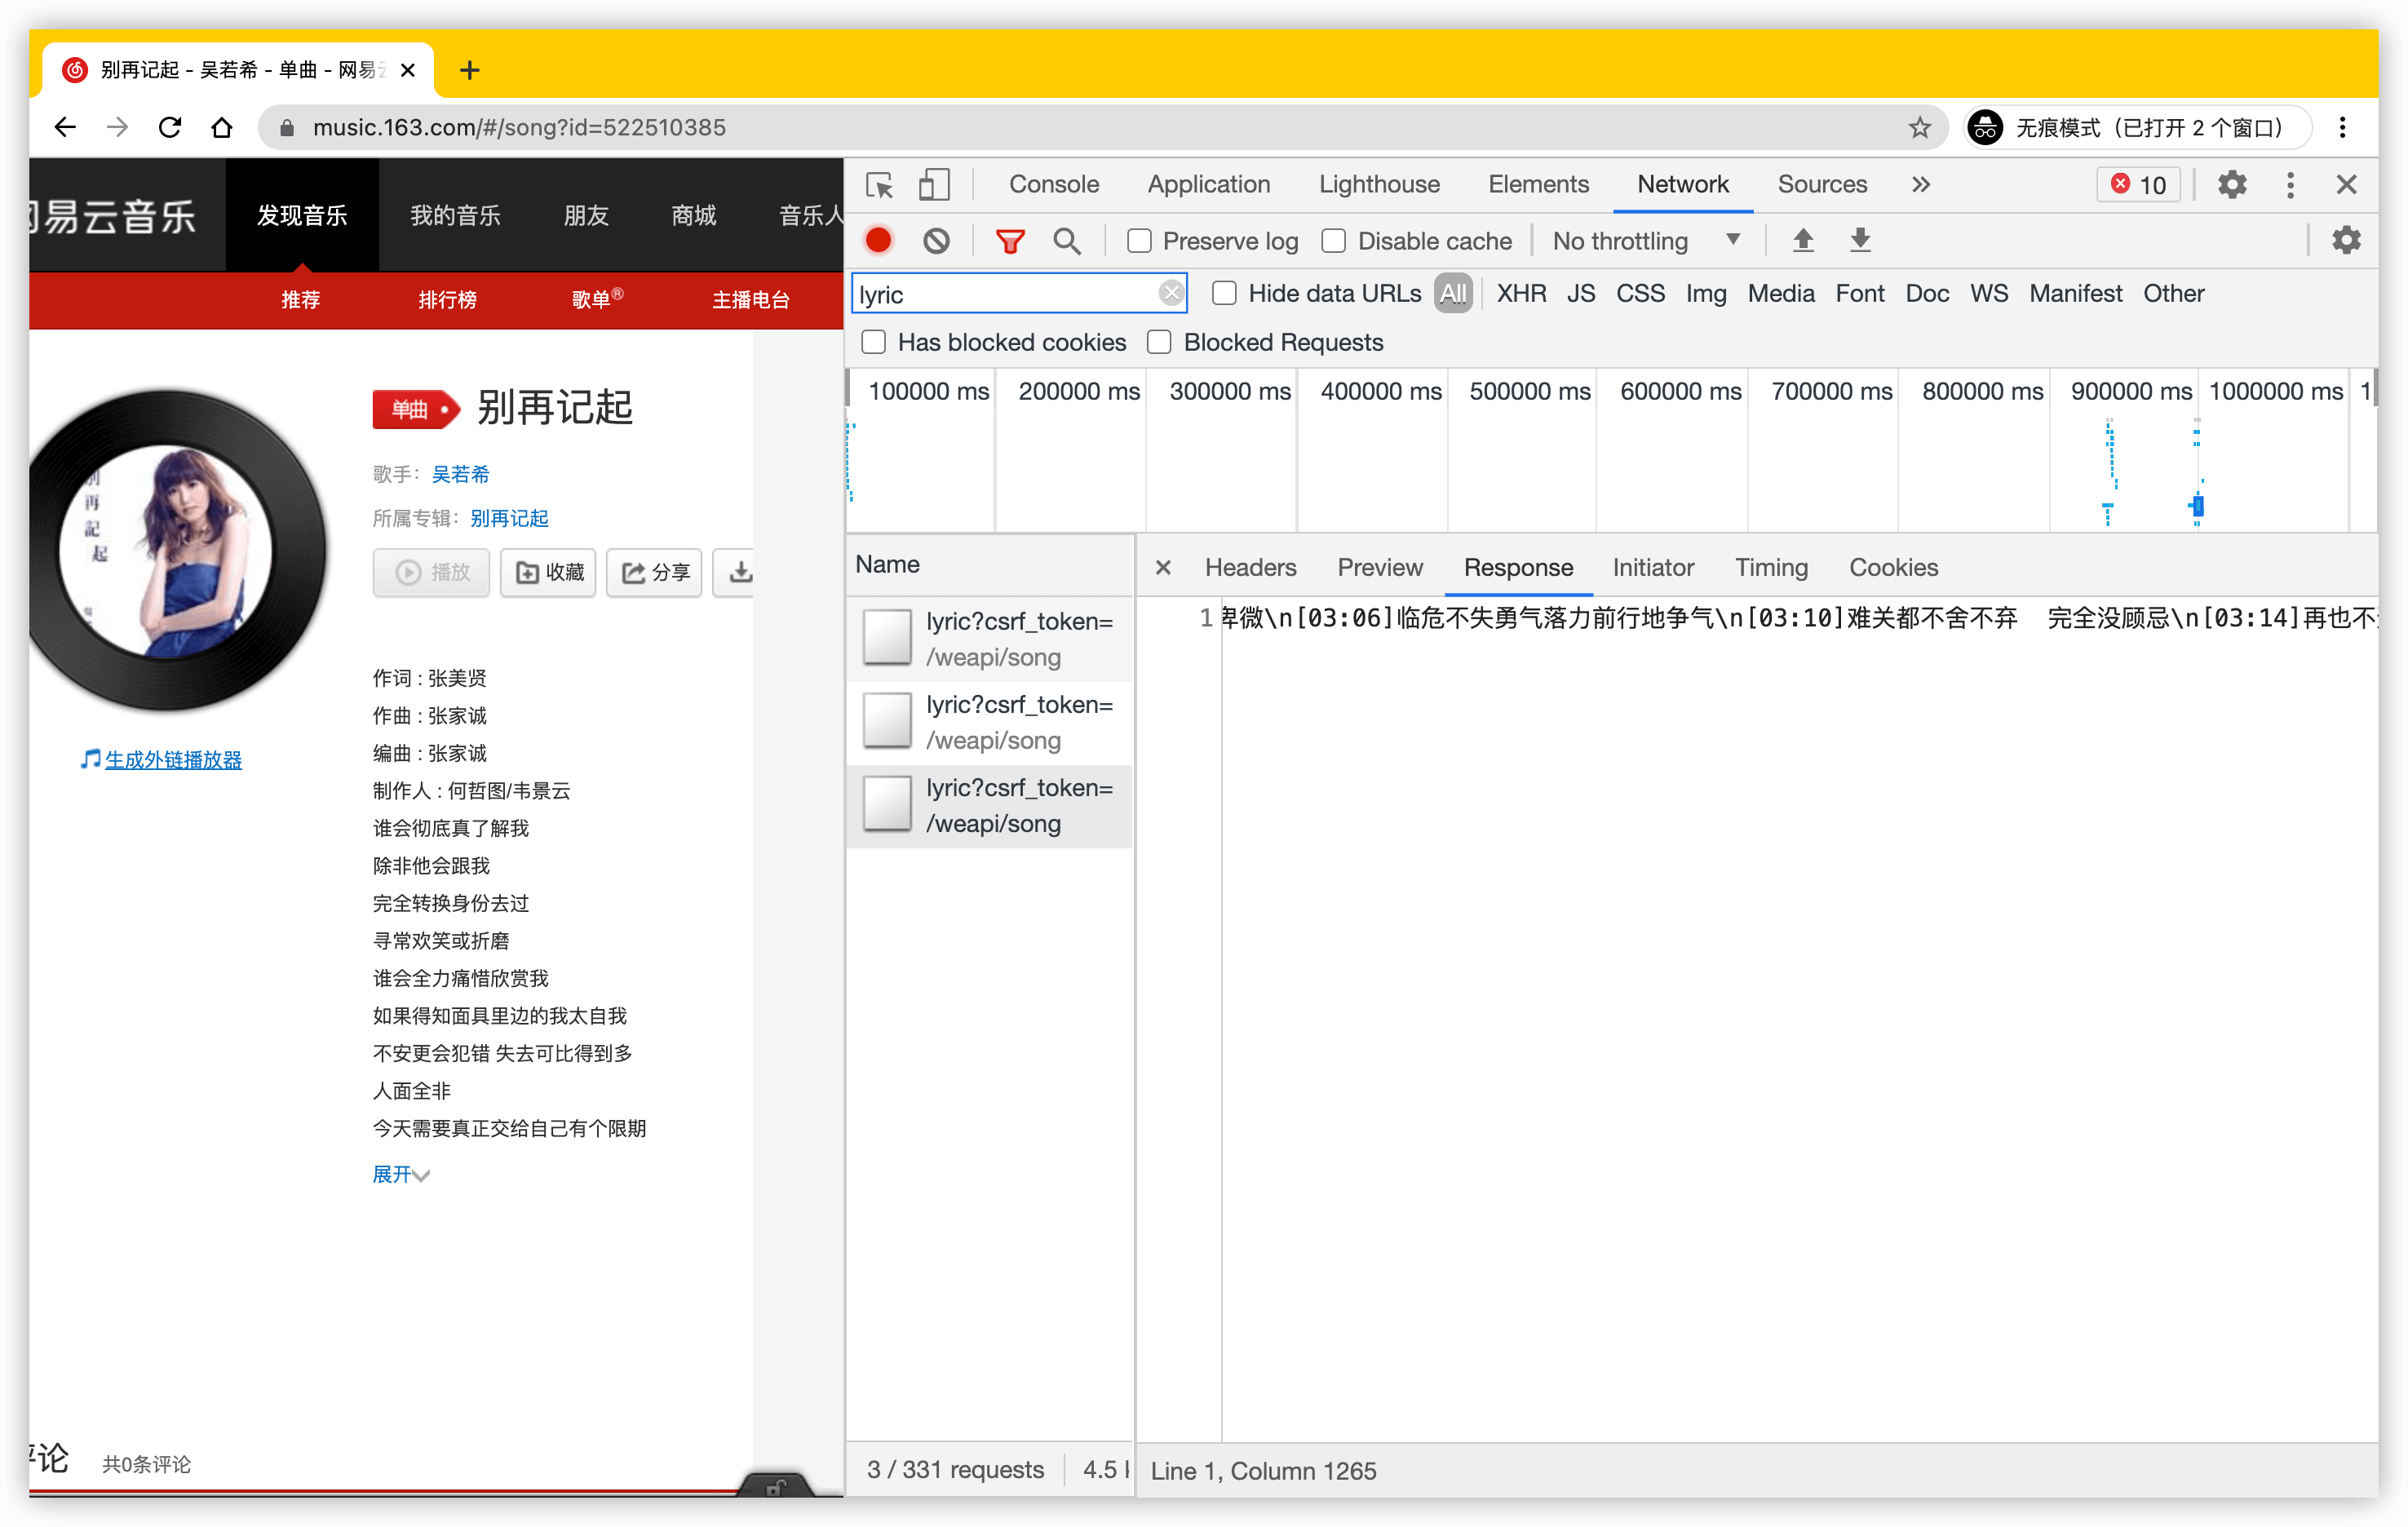 别再记起 - 吴若希 - 单曲 - 网易
music.163.com/#/song?id=522510385
无痕模式（已打开 2 个窗口）
易云音乐
发现音乐
我的音乐
朋友
商城
音乐人
推荐
排行榜
歌单®
主播电台
单曲
别再记起
歌手：吴若希
所属专辑：别再记起
播放
收藏
分享
再
記
起
生成外链播放器
作词 : 张美贤
作曲 : 张家诚
编曲 : 张家诚
制作人 : 何哲图/韦景云
谁会彻底真了解我
除非他会跟我
完全转换身份去过
寻常欢笑或折磨
谁会全力痛惜欣赏我
如果得知面具里边的我太自我
不安更会犯错 失去可比得到多
人面全非
今天需要真正交给自己有个限期
展开
论
共0条评论
Console
Application
Lighthouse
Elements
Network
Sources
10
Preserve log
Disable cache
No throttling
lyric
Hide data URLs
All
XHR
JS
CSS
Img
Media
Font
Doc
WS
Manifest
Other
Has blocked cookies
Blocked Requests
100000 ms
200000 ms
300000 ms
400000 ms
500000 ms
600000 ms
700000 ms
800000 ms
900000 ms
1000000 ms
1
Name
lyric?csrf_token=
/weapi/song
lyric?csrf_token=
/weapi/song
lyric?csrf_token=
/weapi/song
3 / 331 requests
4.5
Headers
Preview
Response
Initiator
Timing
Cookies
1
卑微\n[03:06]临危不失勇气落力前行地争气\n[03:10]难关都不舍不弃  完全没顾忌\n[03:14]再也不
Line 1, Column 1265